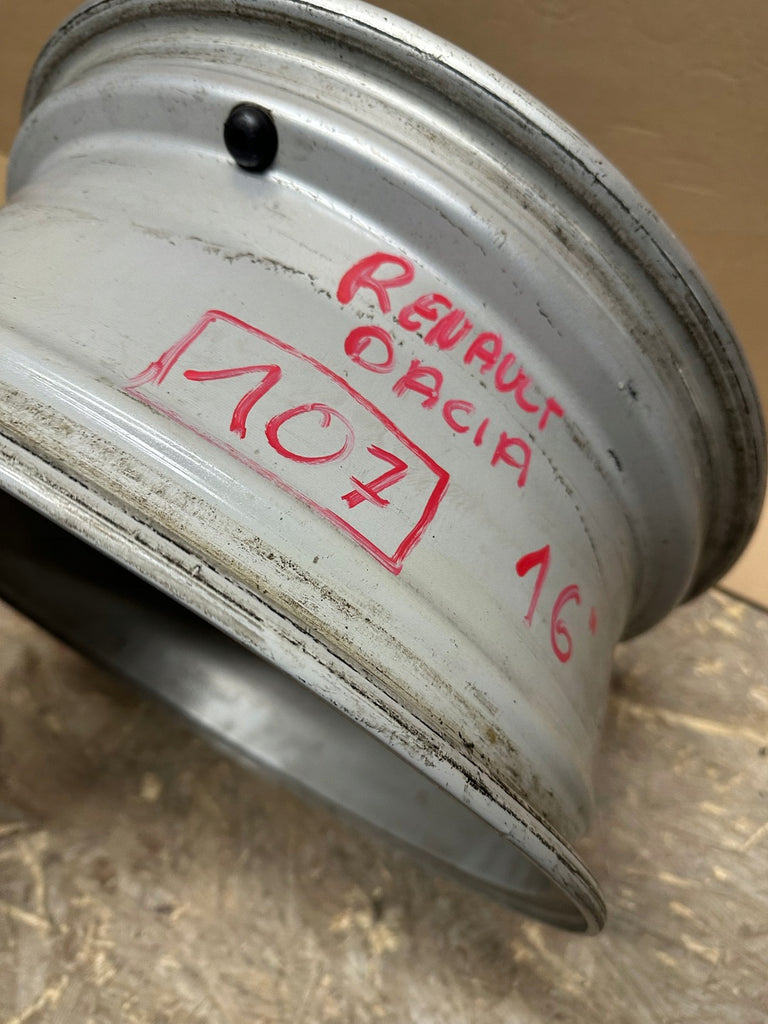 RENAULT
DACIA
107
16"